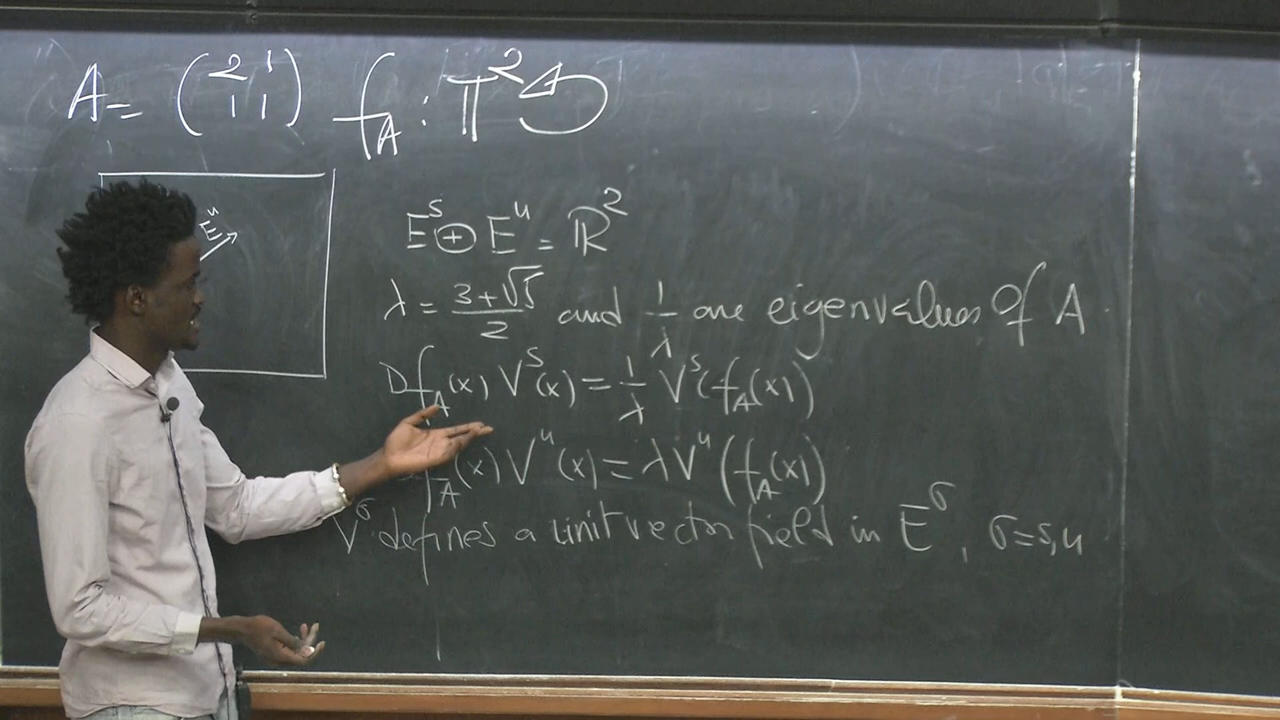 A = (2 1 1 1) f_A : T² ↺
E^u
E^s ⊕ E^u = ℝ²
λ = (3+√5)/2 and 1/λ are eigenvalues of A.
Df_A(x) V^s(x) = 1/λ V^s(f_A(x))
f_A(x) V^u(x) = λ V^u(f_A(x))
V^σ defines a unit vector field in E^σ, σ=s,u